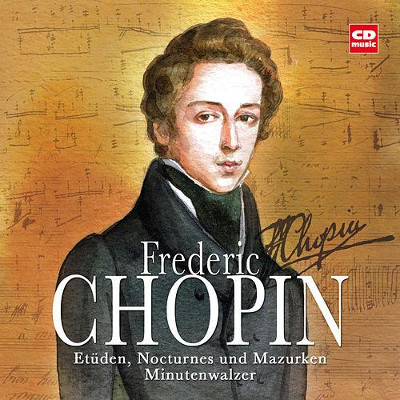 CD
music
Chopin
Frederic
CHOPIN
Etüden, Nocturnes und Mazurken
Minutenwalzer